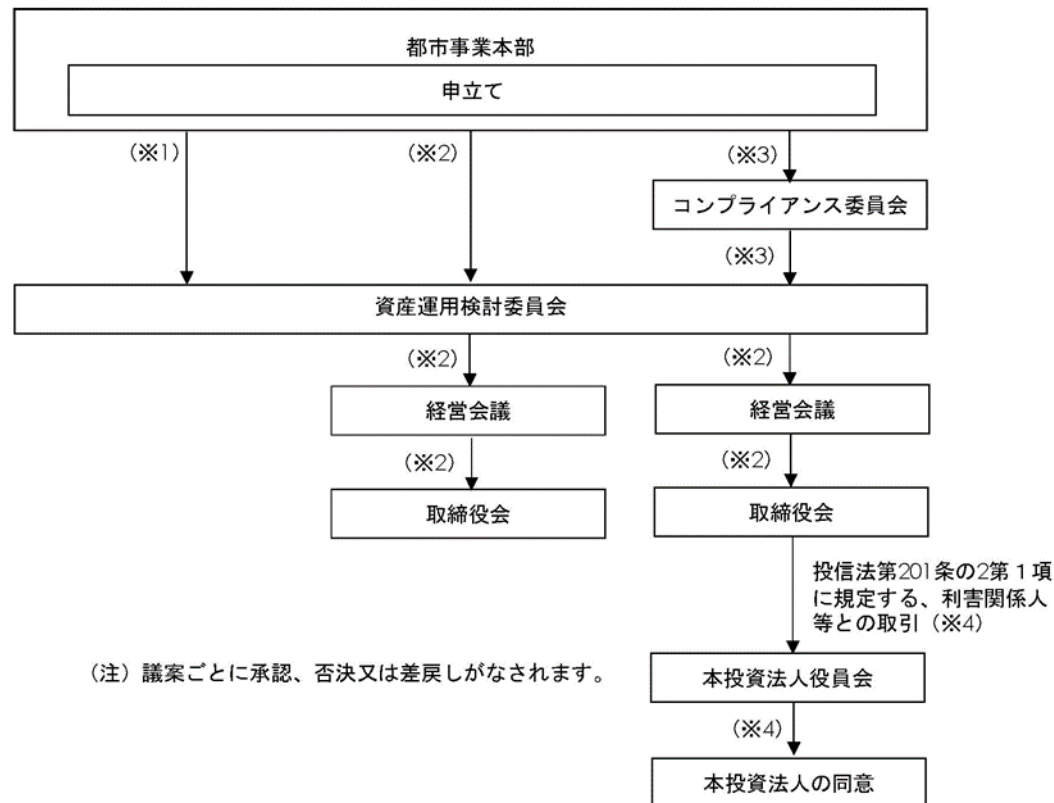 都市事業本部
申立て
（※1）
（※2）
（※3）
コンプライアンス委員会
（※3）
資産運用検討委員会
（※2）
（※2）
経営会議
経営会議
（※2）
（※2）
取締役会
取締役会
投信法第201条の2第１項
に規定する、利害関係人
等との取引（※4）
（注）議案ごとに承認、否決又は差戻しがなされます。
本投資法人役員会
（※4）
本投資法人の同意